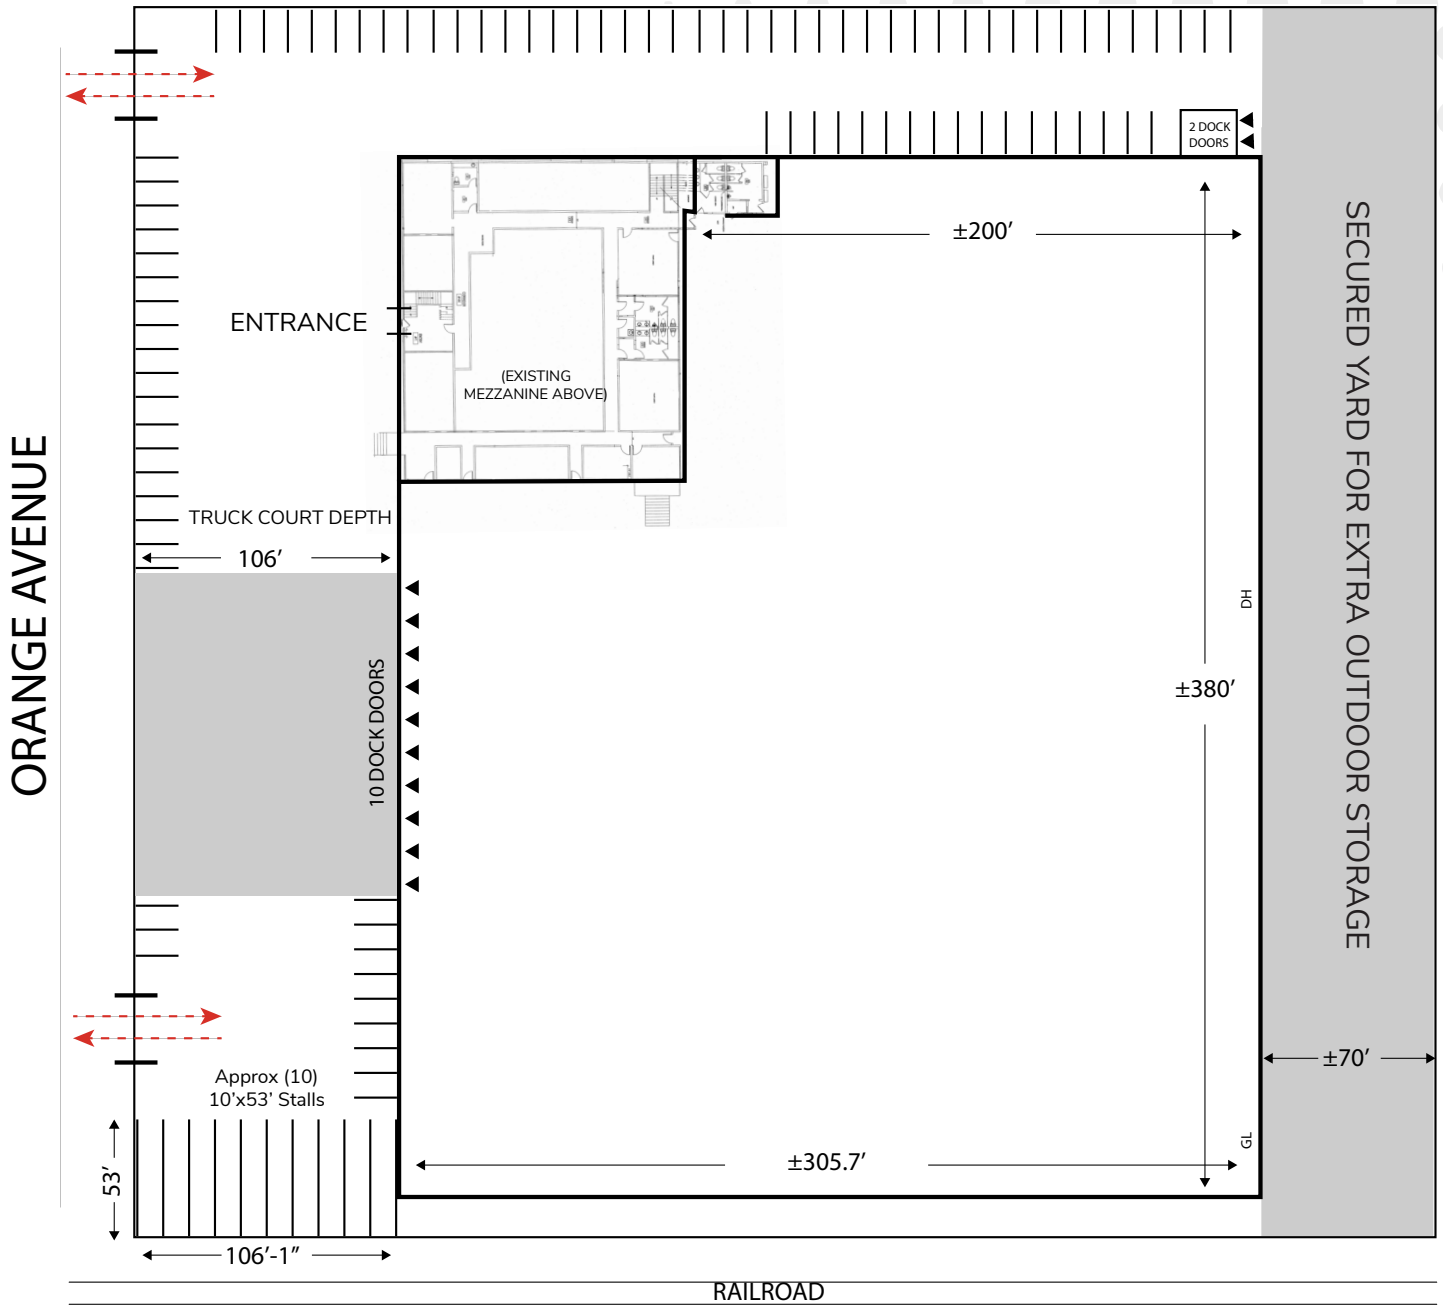 2 DOCK
DOORS
±200′
ENTRANCE
(EXISTING
MEZZANINE ABOVE)
SECURED YARD FOR EXTRA OUTDOOR STORAGE
ORANGE AVENUE
TRUCK COURT DEPTH
106′
10 DOCK DOORS
DH
±380′
±70′
Approx (10)
10’x53’ Stalls
GL
±305.7′
53′
106′-1″
RAILROAD